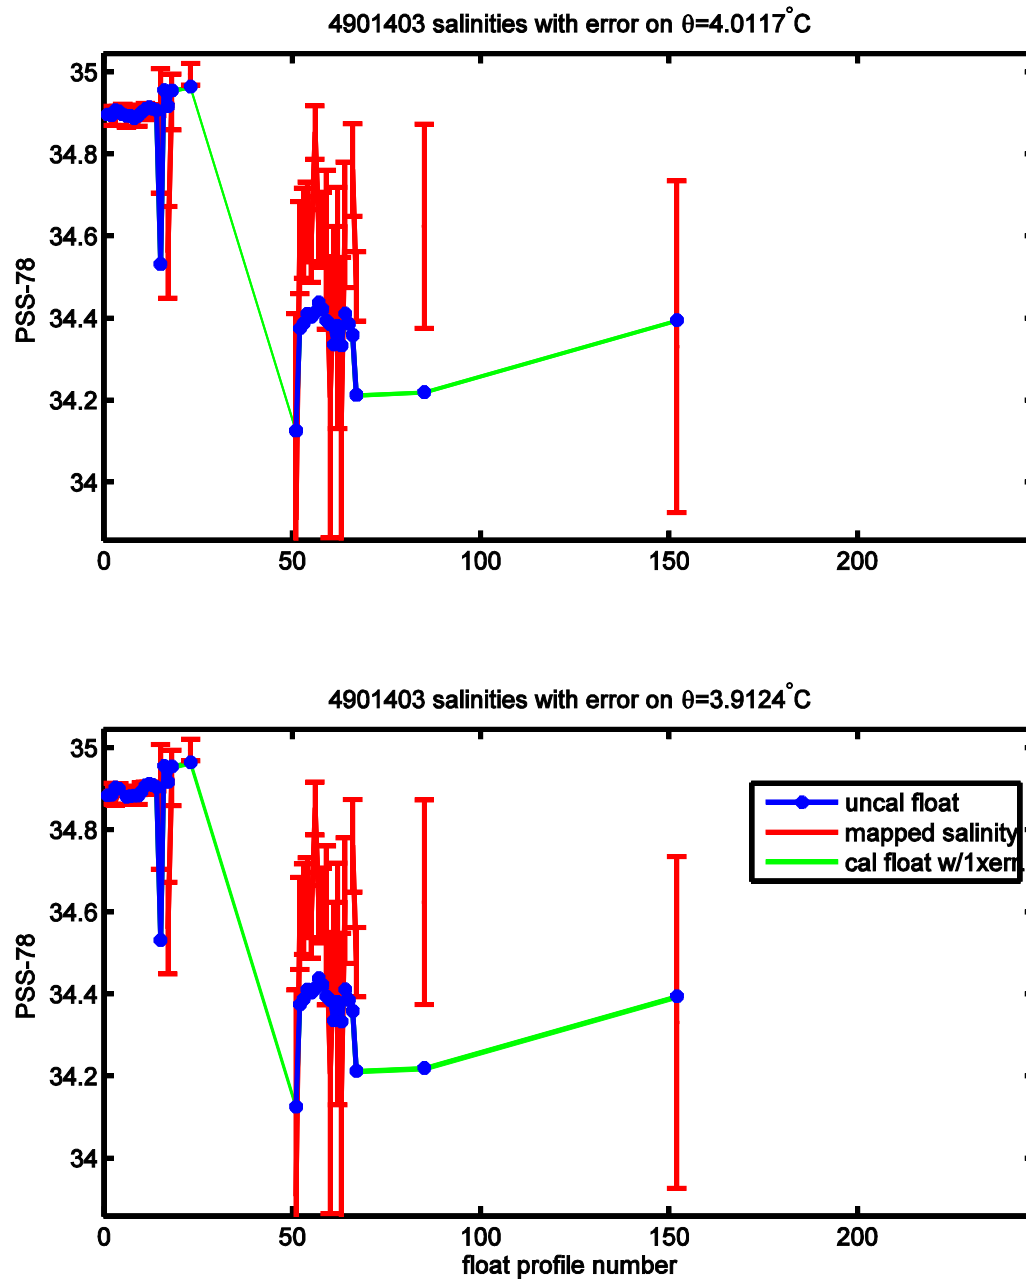 4901403 salinities with error on θ=4.0117°C
35
34.8
34.6
34.4
34.2
34
PSS-78
0 50 100 150 200
4901403 salinities with error on θ=3.9124°C
35
34.8
34.6
34.4
34.2
34
PSS-78
uncal float
mapped salinity
cal float w/1xerr.
0 50 100 150 200
float profile number